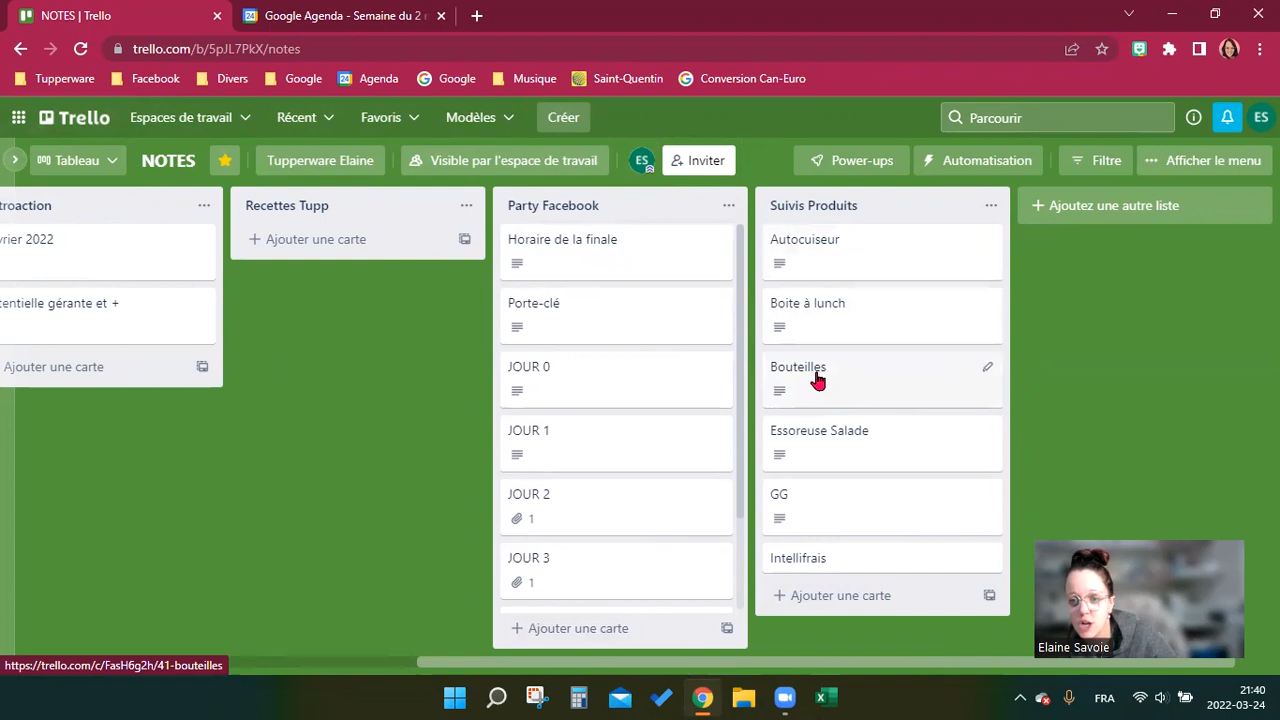 NOTES | Trello
Google Agenda - Semaine du 2
trello.com/b/5pJL7PkX/notes
Tupperware
Facebook
Divers
Google
Agenda
Google
Musique
Saint-Quentin
Conversion Can-Euro
Trello
Espaces de travail
Récent
Favoris
Modèles
Créer
Parcourir
ES
Tableau
NOTES
Tupperware Elaine
Visible par l'espace de travail
ES
Inviter
Power-ups
Automatisation
Filtre
Afficher le menu
troaction
vrier 2022
tentielle gérante et +
Ajouter une carte
Recettes Tupp
Ajouter une carte
Party Facebook
Horaire de la finale
Porte-clé
JOUR 0
JOUR 1
JOUR 2
1
JOUR 3
1
Ajouter une carte
Suivis Produits
Autocuiseur
Boite à lunch
Bouteilles
Essoreuse Salade
GG
Intellifrais
Ajouter une carte
Ajoutez une autre liste
Elaine Savoie
https://trello.com/c/FasH6g2h/41-bouteilles
FRA
21:40
2022-03-24